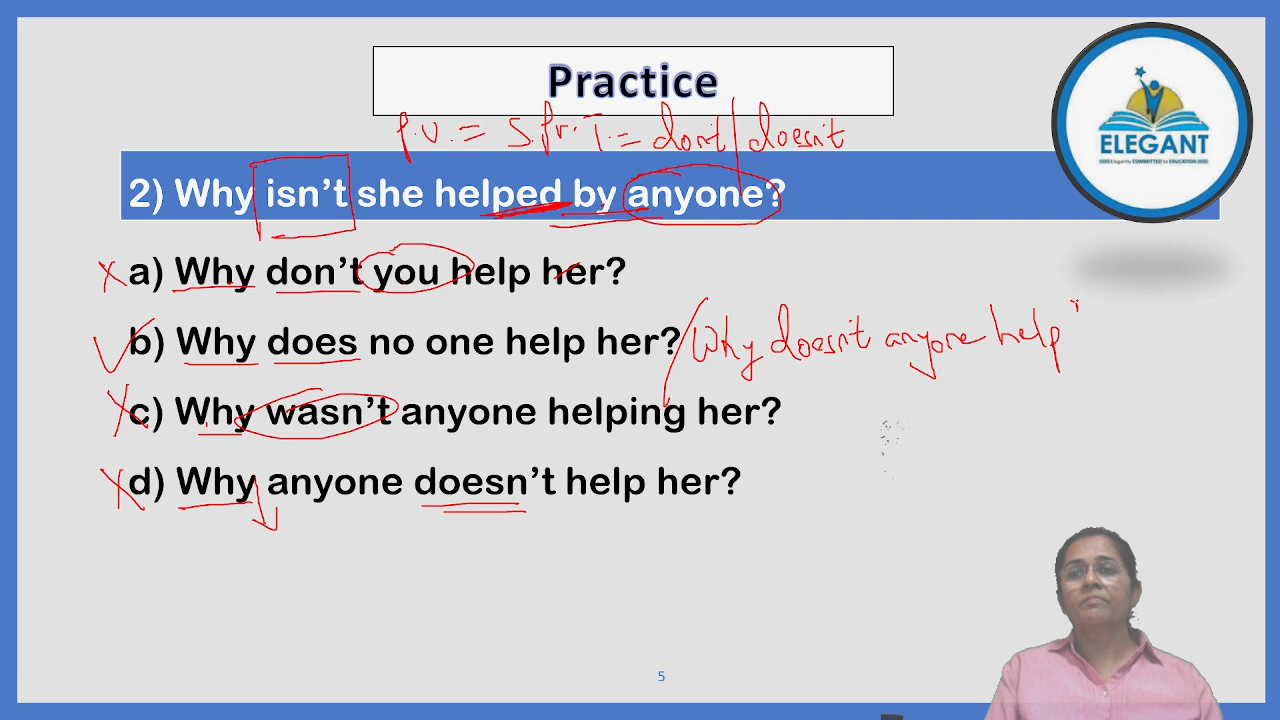 Practice
P.V. = S.Pr.T. = don't / doesn't
2) Why isn't she helped by anyone?
a) Why don't you help her?
b) Why does no one help her? / Why doesn't anyone help
c) Why wasn't anyone helping her?
d) Why anyone doesn't help her?
ELEGANT
5